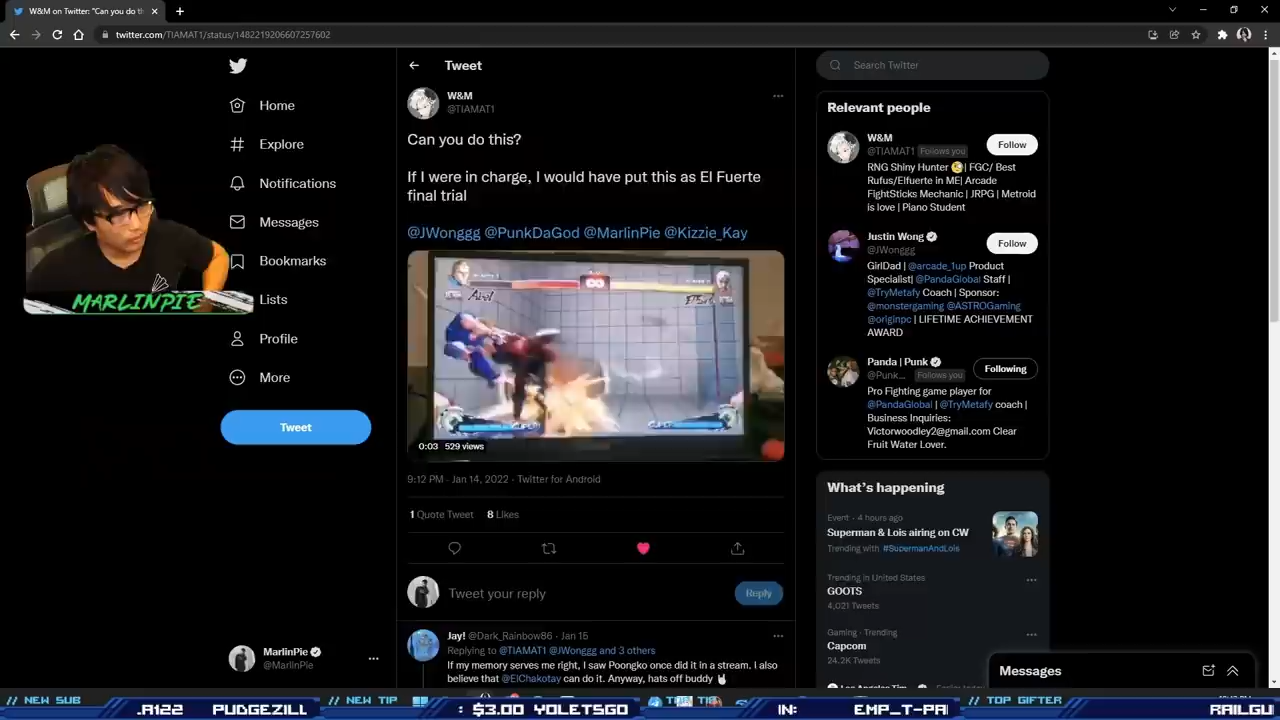 W&M on Twitter: "Can you do th
twitter.com/TIAMAT1/status/1482219206607257602
Home
Explore
Notifications
Messages
Bookmarks
Lists
Profile
More
Tweet
MARLINPIE
MarlinPie
@MarlinPie
Tweet
W&M
@TIAMAT1
Can you do this?
If I were in charge, I would have put this as El Fuerte
final trial
@JWonggg @PunkDaGod @MarlinPie @Kizzie_Kay
0:03 529 views
9:12 PM · Jan 14, 2022 · Twitter for Android
1 Quote Tweet 8 Likes
Tweet your reply
Reply
Jay! @Dark_Rainbow86 · Jan 15
Replying to @TIAMAT1 @JWonggg and 3 others
If my memory serves me right, I saw Poongko once did it in a stream. I also
believe that @ElChakotay can do it. Anyway, hats off buddy
Search Twitter
Relevant people
W&M
@TIAMAT1 Follows you
Follow
RNG Shiny Hunter | FGC/ Best
Rufus/Elfuerte in ME| Arcade
FightSticks Mechanic | JRPG | Metroid
is love | Piano Student
Justin Wong
@JWonggg
Follow
GirlDad | @arcade_1up Product
Specialist| @PandaGlobal Staff |
@TryMetafy Coach | Sponsor:
@monstergaming @ASTROGaming
@originpc | LIFETIME ACHIEVEMENT
AWARD
Panda | Punk
@Punk... Follows you
Following
Pro Fighting game player for
@PandaGlobal | @TryMetafy coach |
Business Inquiries:
Victorwoodley2@gmail.com Clear
Fruit Water Lover.
What's happening
Event · 4 hours ago
Superman & Lois airing on CW
Trending with #SupermanAndLois
Trending in United States
GOOTS
4,021 Tweets
Gaming · Trending
Capcom
24.2K Tweets
Messages
// NEW SUB // NEW TIP // TOP GIFTER
PUDGEZILL : $3.00 YOLETSGO IN: RAILGU